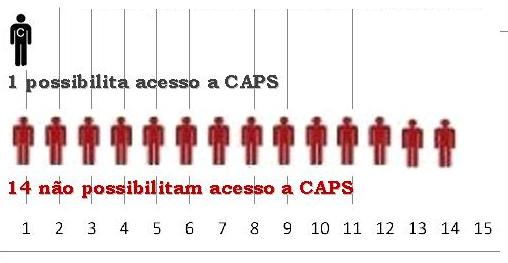 C
1 possibilita acesso a CAPS
14 não possibilitam acesso a CAPS
1 2 3 4 5 6 7 8 9 10 11 12 13 14 15